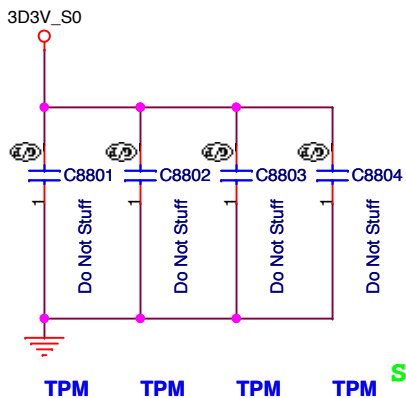 3D3V_S0
C8801 C8802 C8803 C8804
1 1 1 1
Do Not Stuff Do Not Stuff Do Not Stuff Do Not Stuff
TPM TPM TPM TPM
S